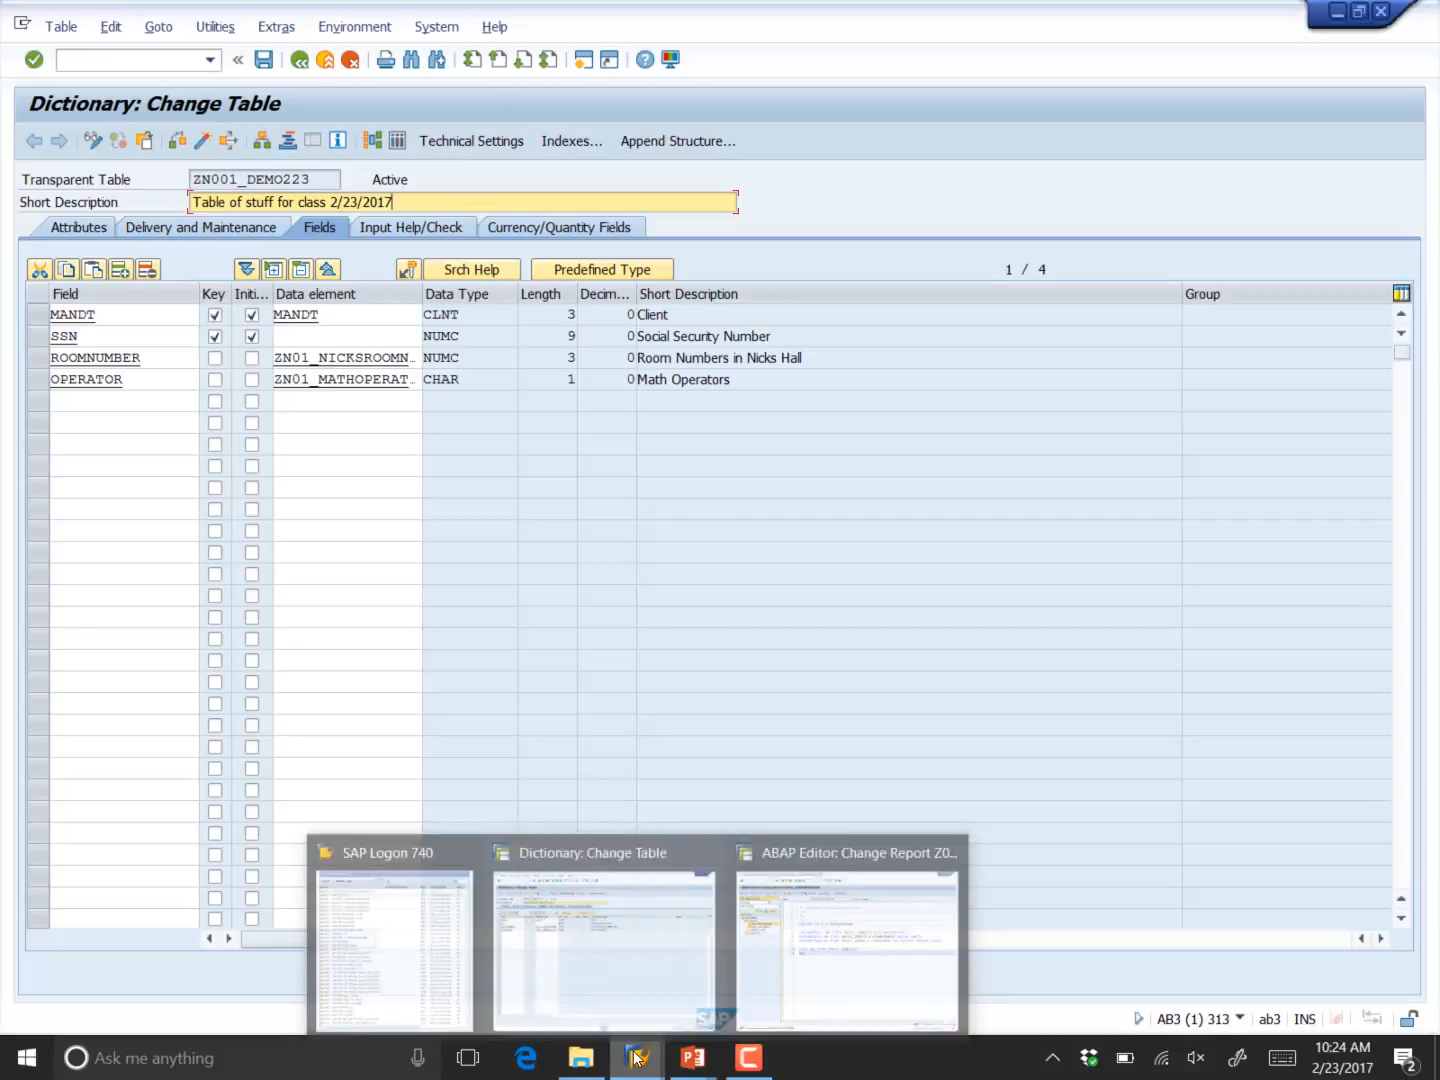 Table Edit Goto Utilities Extras Environment System Help
Dictionary: Change Table
Technical Settings Indexes... Append Structure...
Transparent Table ZN001_DEMO223 Active
Short Description Table of stuff for class 2/23/2017
Attributes Delivery and Maintenance Fields Input Help/Check Currency/Quantity Fields
Srch Help Predefined Type 1 / 4
Field Key Initi... Data element Data Type Length Decim... Short Description Group
MANDT MANDT CLNT 3 0 Client
SSN NUMC 9 0 Social Security Number
ROOMNUMBER ZN01_NICKSROOMN... NUMC 3 0 Room Numbers in Nicks Hall
OPERATOR ZN01_MATHOPERAT... CHAR 1 0 Math Operators
SAP Logon 740 Dictionary: Change Table ABAP Editor: Change Report Z0...
SAP
AB3 (1) 313 ab3 INS
Ask me anything
10:24 AM
2/23/2017
2